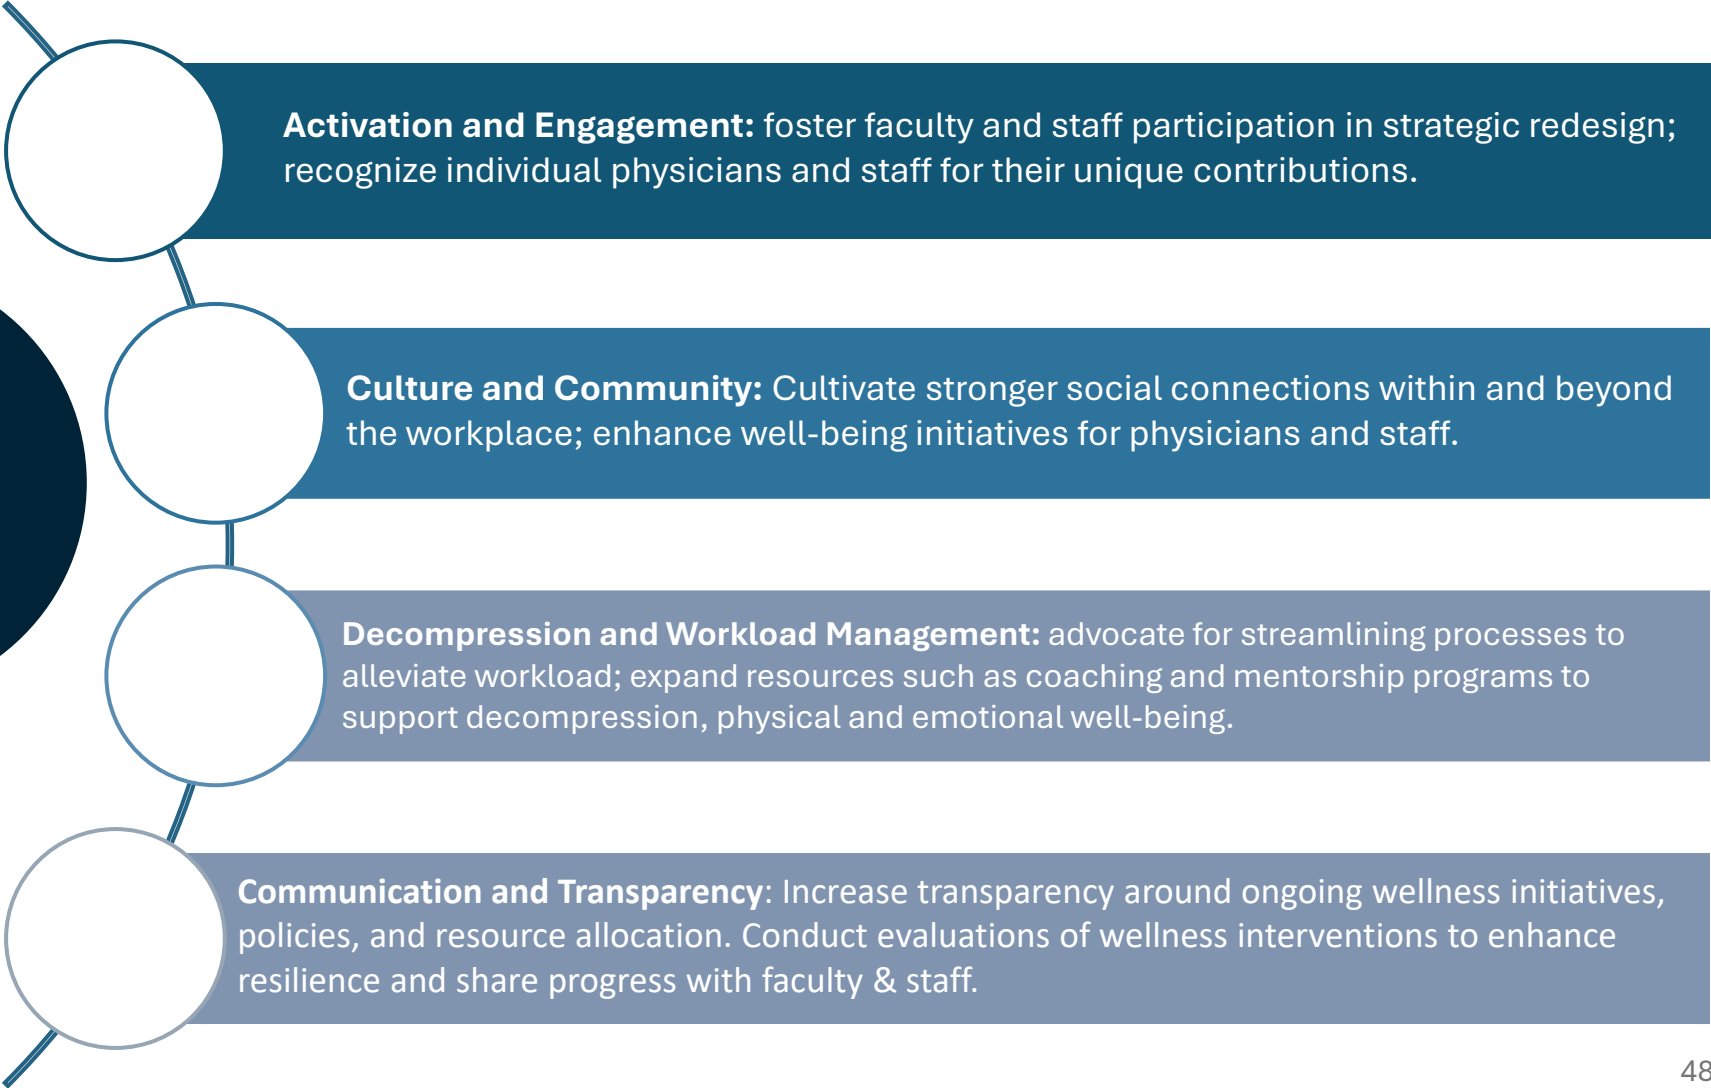 Activation and Engagement: foster faculty and staff participation in strategic redesign;
recognize individual physicians and staff for their unique contributions.
Culture and Community: Cultivate stronger social connections within and beyond
the workplace; enhance well-being initiatives for physicians and staff.
Decompression and Workload Management: advocate for streamlining processes to
alleviate workload; expand resources such as coaching and mentorship programs to
support decompression, physical and emotional well-being.
Communication and Transparency: Increase transparency around ongoing wellness initiatives,
policies, and resource allocation. Conduct evaluations of wellness interventions to enhance
resilience and share progress with faculty & staff.
48